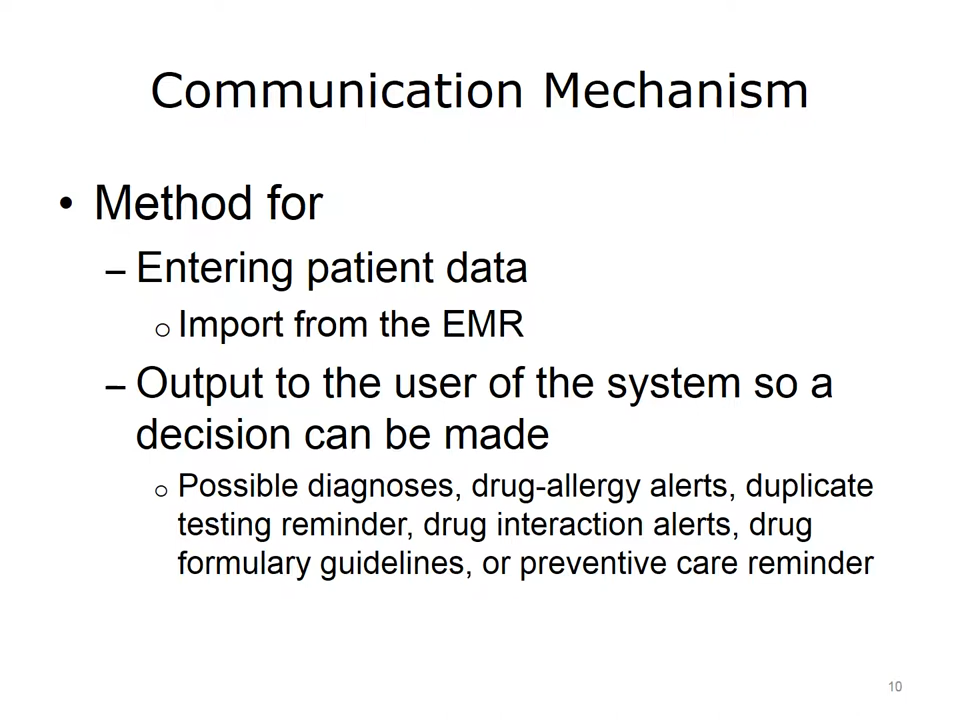 Communication Mechanism
• Method for
– Entering patient data
o Import from the EMR
– Output to the user of the system so a
decision can be made
o Possible diagnoses, drug-allergy alerts, duplicate
testing reminder, drug interaction alerts, drug
formulary guidelines, or preventive care reminder
10